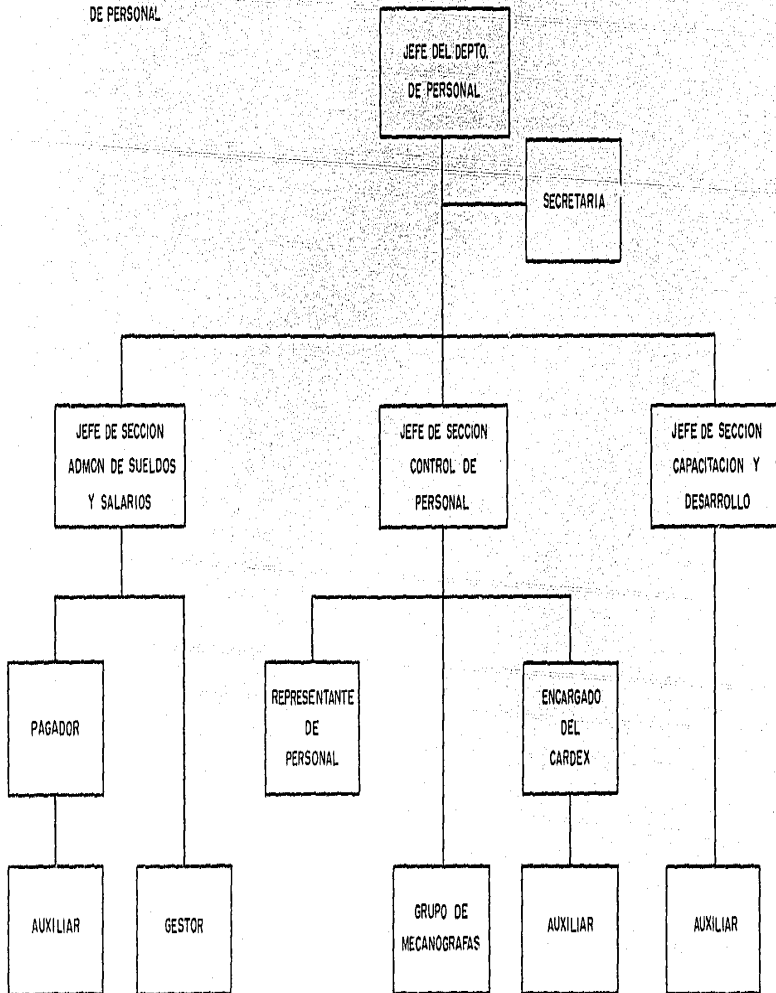 DE PERSONAL
JEFE DEL DEPTO.
DE PERSONAL
SECRETARIA
JEFE DE SECCION
ADMON DE SUELDOS
Y SALARIOS
JEFE DE SECCION
CONTROL DE
PERSONAL
JEFE DE SECCION
CAPACITACION Y
DESARROLLO
PAGADOR
REPRESENTANTE
DE
PERSONAL
ENCARGADO
DEL
CARDEX
AUXILIAR
GESTOR
GRUPO DE
MECANOGRAFAS
AUXILIAR
AUXILIAR